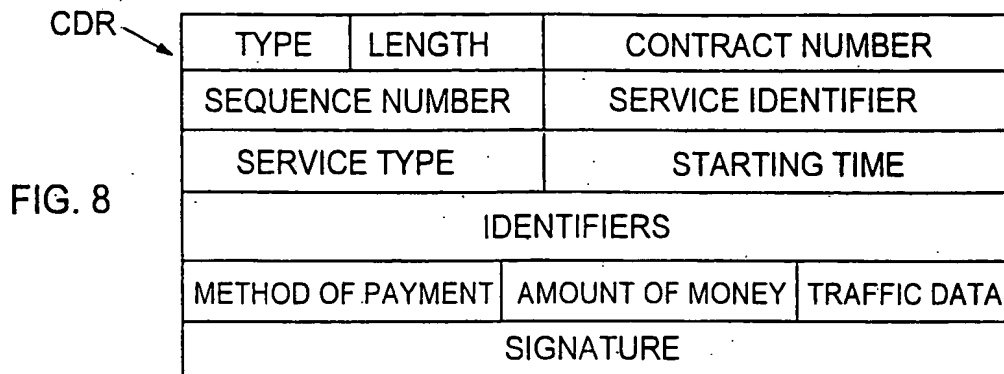 CDR
TYPE LENGTH CONTRACT NUMBER
SEQUENCE NUMBER SERVICE IDENTIFIER
SERVICE TYPE STARTING TIME
FIG. 8
IDENTIFIERS
METHOD OF PAYMENT AMOUNT OF MONEY TRAFFIC DATA
SIGNATURE